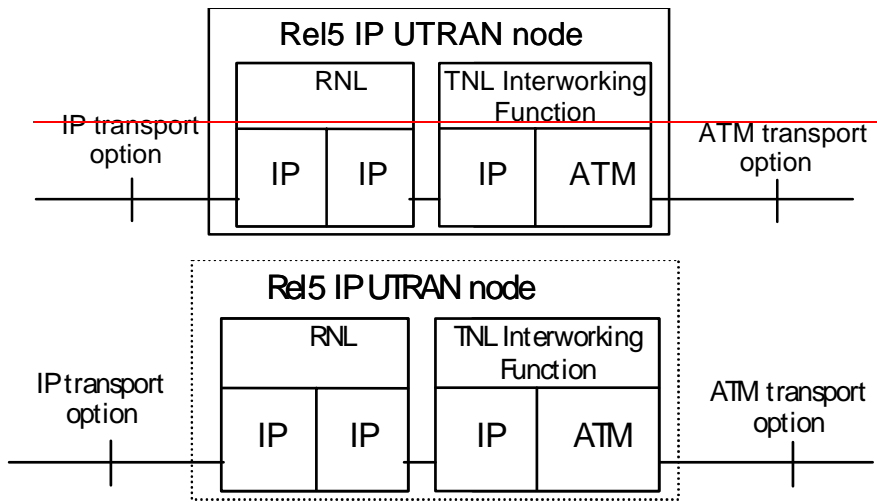 Rel5 IP UTRAN node
RNL
TNL Interworking
Function
IP transport
option
ATM transport
option
IP
IP
IP
ATM
Rel5 IP UTRAN node
RNL
TNL Interworking
Function
IP transport
option
ATM transport
option
IP
IP
IP
ATM